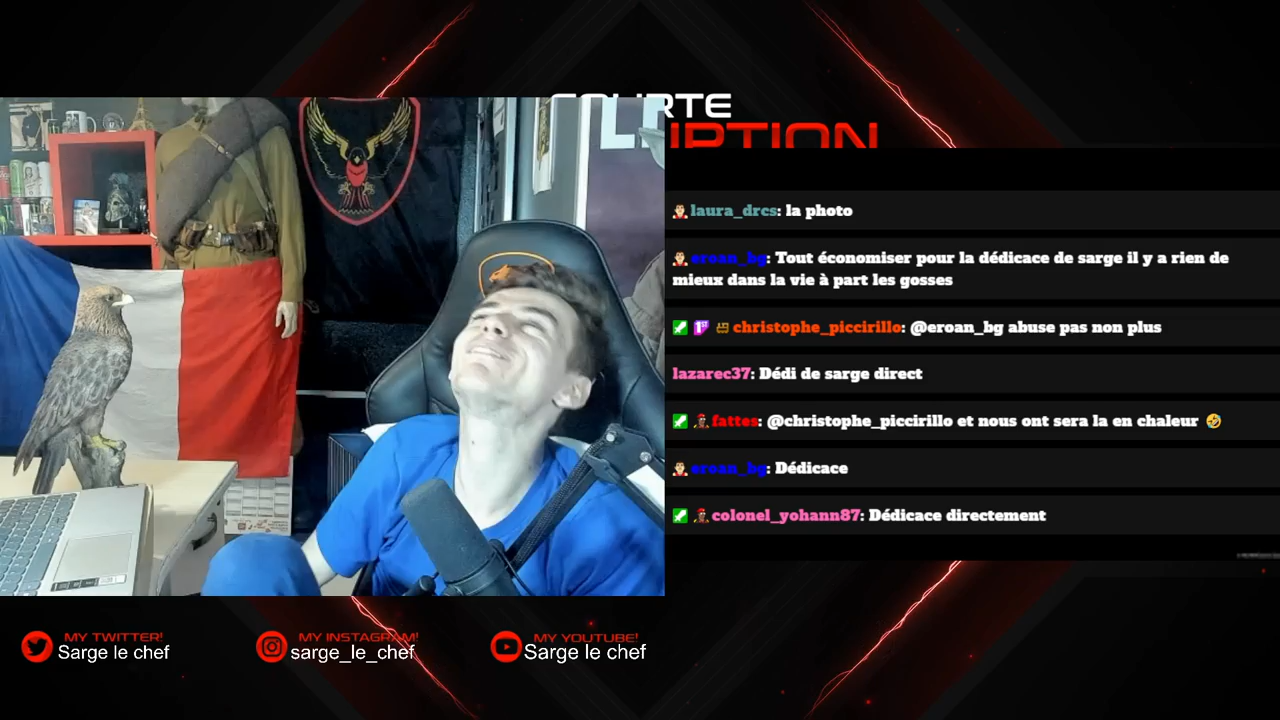 COURTE
IPTION
laura_drcs: la photo
eroan_bg: Tout économiser pour la dédicace de sarge il y a rien de
mieux dans la vie à part les gosses
christophe_piccirillo: @eroan_bg abuse pas non plus
lazarec37: Dédi de sarge direct
fattes: @christophe_piccirillo et nous ont sera la en chaleur 🤣
eroan_bg: Dédicace
colonel_yohann87: Dédicace directement
MY TWITTER!
Sarge le chef
MY INSTAGRAM!
sarge_le_chef
MY YOUTUBE!
Sarge le chef